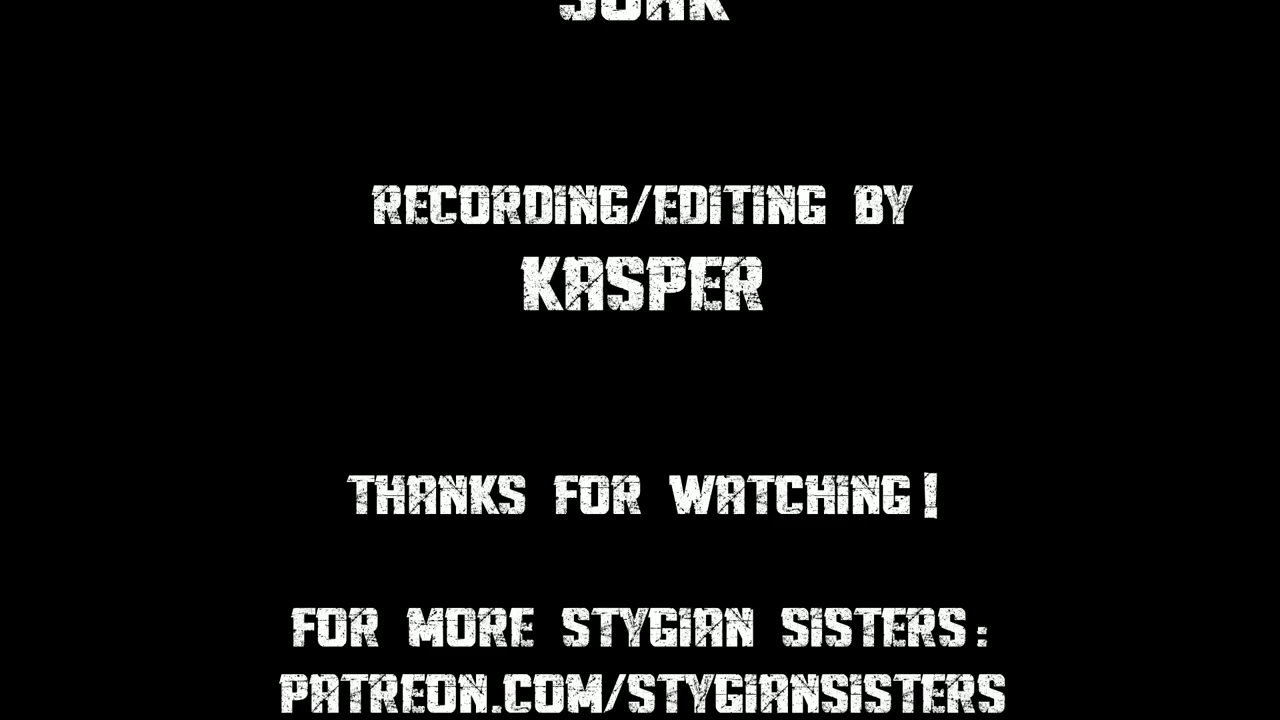 RECORDING/EDITING BY
KASPER
THANKS FOR WATCHING!
FOR MORE STYGIAN SISTERS:
PATREON.COM/STYGIANSISTERS